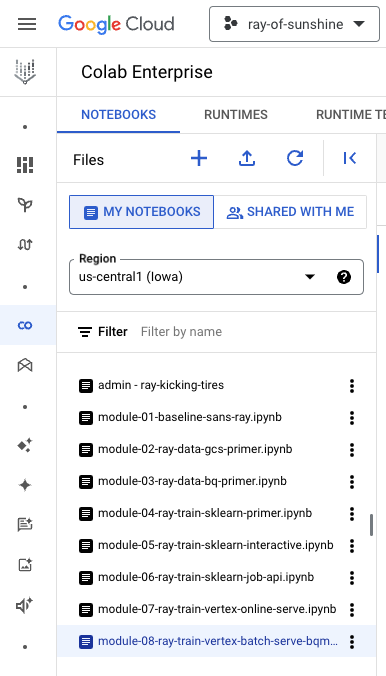 Google Cloud
ray-of-sunshine
Colab Enterprise
NOTEBOOKS
RUNTIMES
RUNTIME TE
Files
MY NOTEBOOKS
SHARED WITH ME
Region
us-central1 (Iowa)
Filter
Filter by name
admin - ray-kicking-tires
module-01-baseline-sans-ray.ipynb
module-02-ray-data-gcs-primer.ipynb
module-03-ray-data-bq-primer.ipynb
module-04-ray-train-sklearn-primer.ipynb
module-05-ray-train-sklearn-interactive.ipynb
module-06-ray-train-sklearn-job-api.ipynb
module-07-ray-train-vertex-online-serve.ipynb
module-08-ray-train-vertex-batch-serve-bqm...